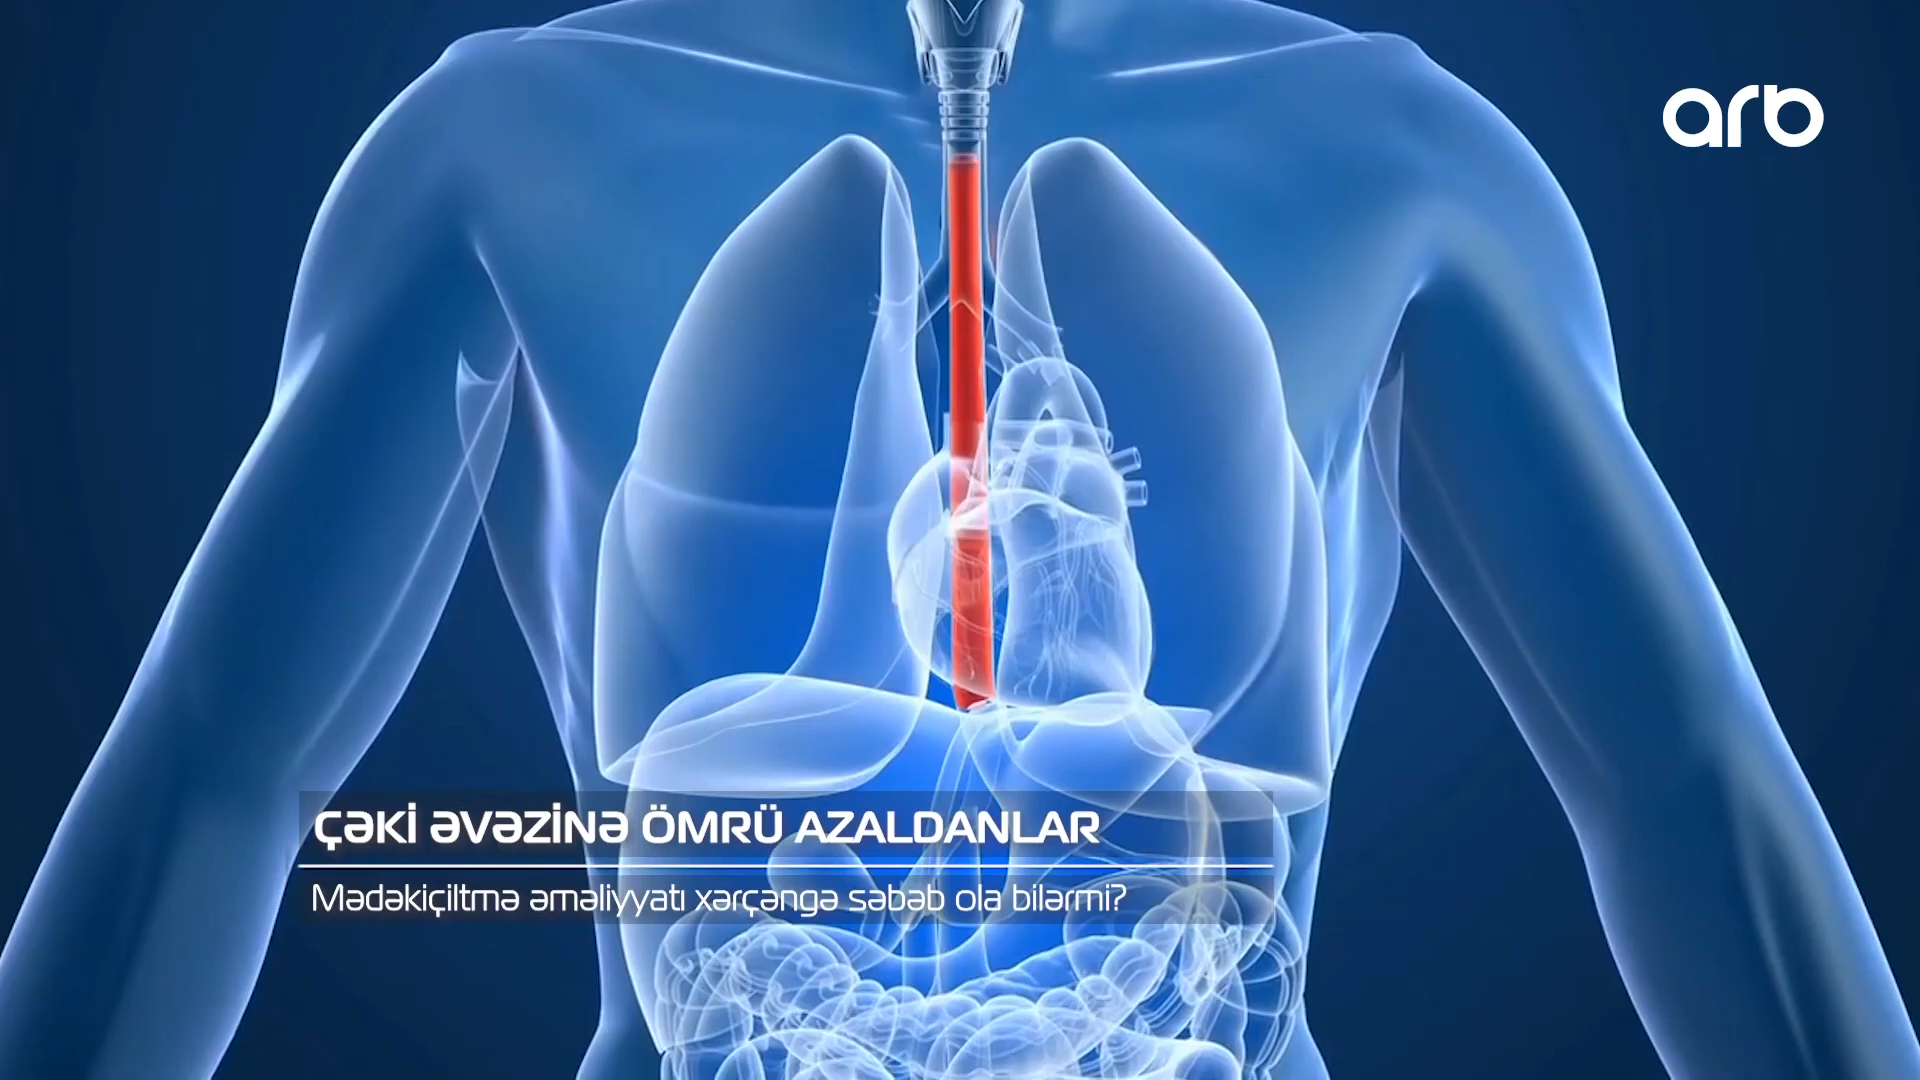 arb
ÇƏKİ ƏVƏZİNƏ ÖMRÜ AZALDANLAR
Mədəkiçiltmə əməliyyatı xərçəngə səbəb ola bilərmi?